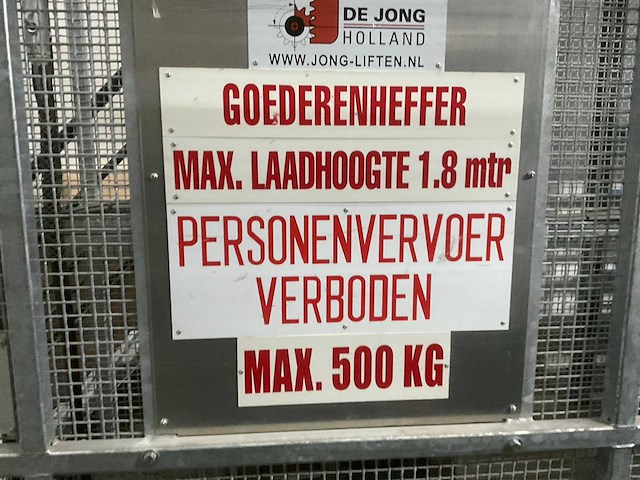 DE JONG
HOLLAND
WWW.JONG-LIFTEN.NL
GOEDERENHEFFER
MAX. LAADHOOGTE 1.8 mtr
PERSONENVERVOER
VERBODEN
MAX. 500 KG